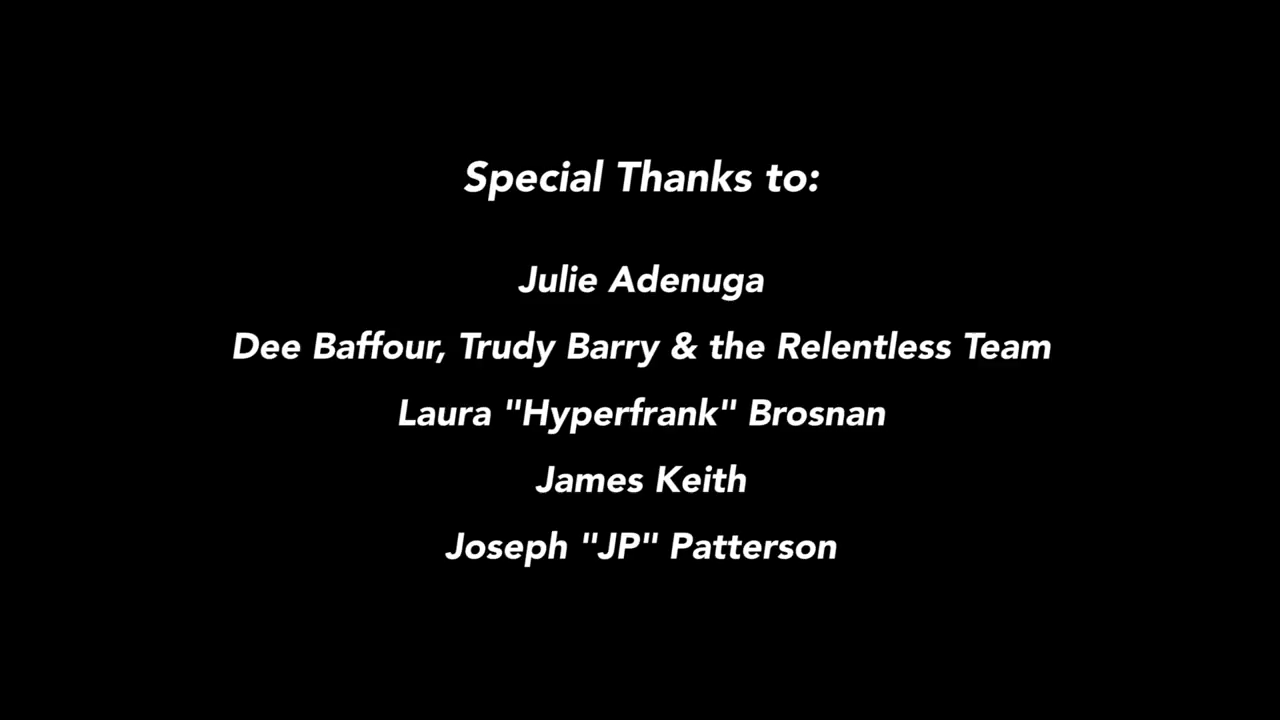 Special Thanks to:
Julie Adenuga
Dee Baffour, Trudy Barry & the Relentless Team
Laura "Hyperfrank" Brosnan
James Keith
Joseph "JP" Patterson